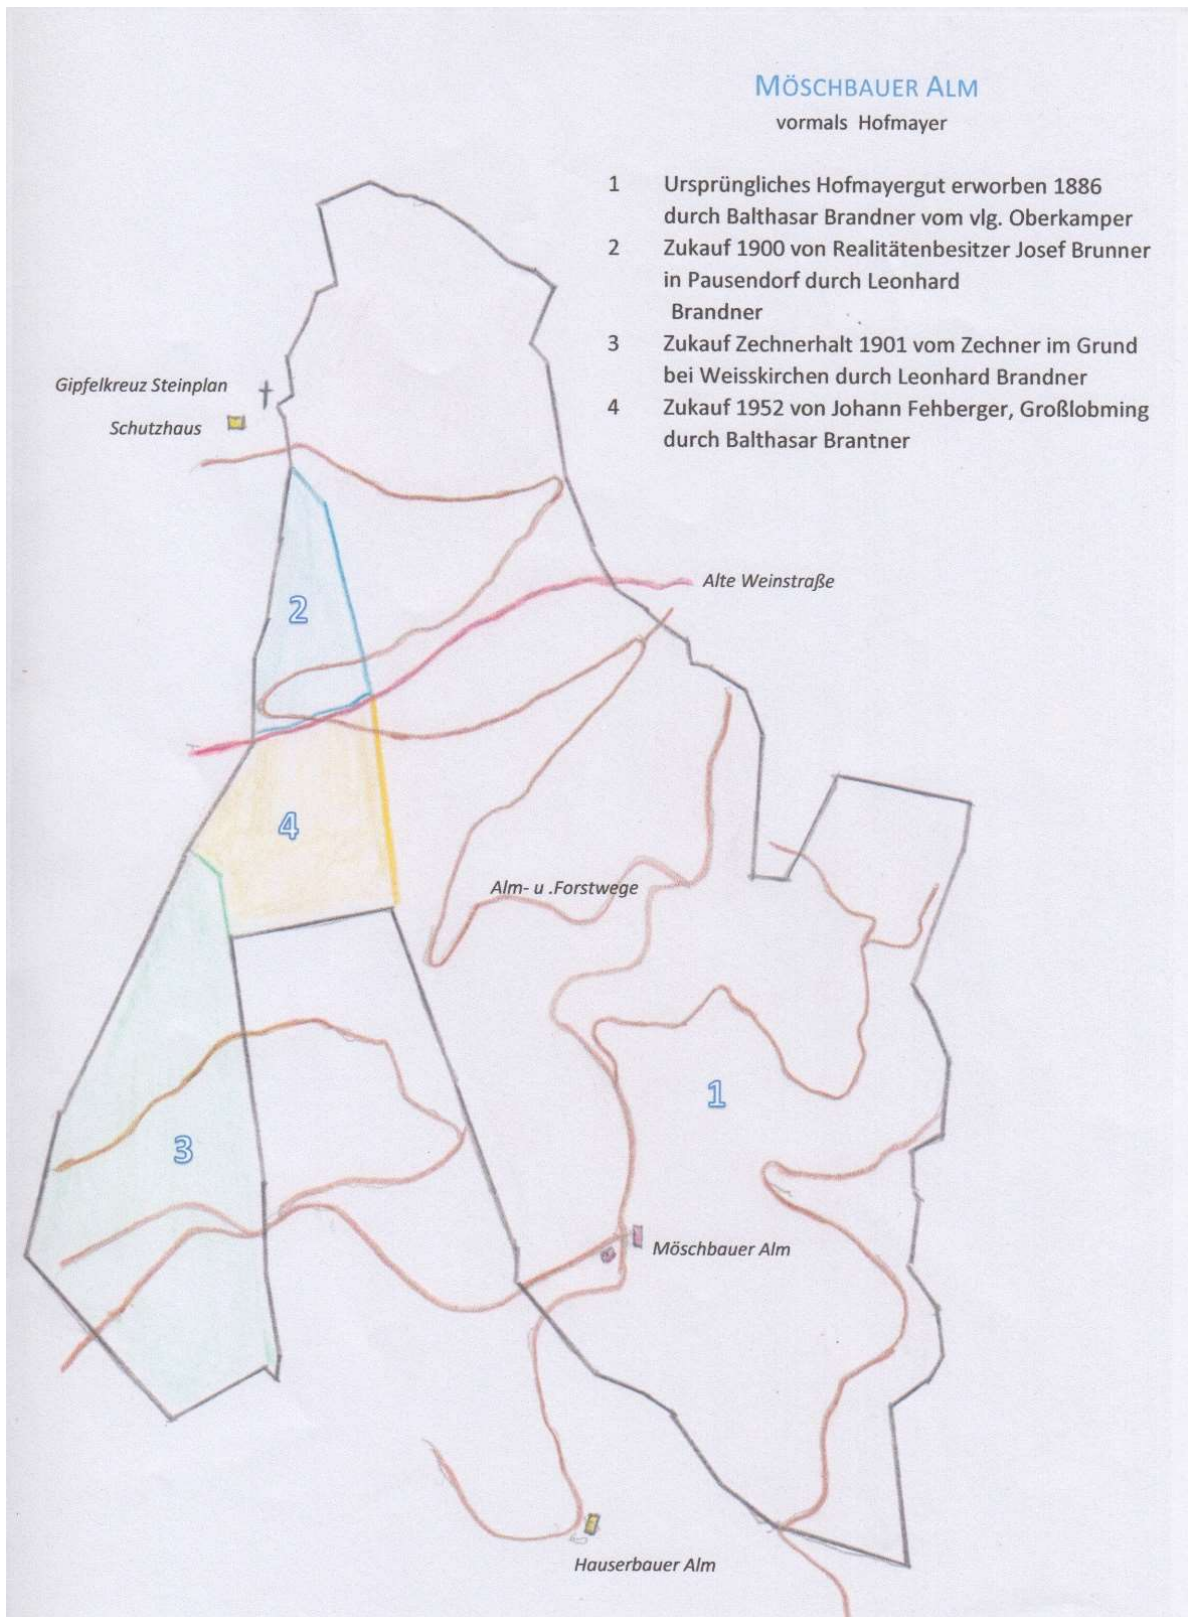 MÖSCHBAUER ALM
vormals Hofmayer
1 Ursprüngliches Hofmayergut erworben 1886
durch Balthasar Brandner vom vlg. Oberkamper
2 Zukauf 1900 von Realitätenbesitzer Josef Brunner
in Pausendorf durch Leonhard
Brandner
3 Zukauf Zechnerhalt 1901 vom Zechner im Grund
bei Weisskirchen durch Leonhard Brandner
4 Zukauf 1952 von Johann Fehberger, Großlobming
durch Balthasar Brantner
Gipfelkreuz Steinplan
Schutzhaus
Alte Weinstraße
2
4
Alm- u .Forstwege
1
3
Möschbauer Alm
Hauserbauer Alm